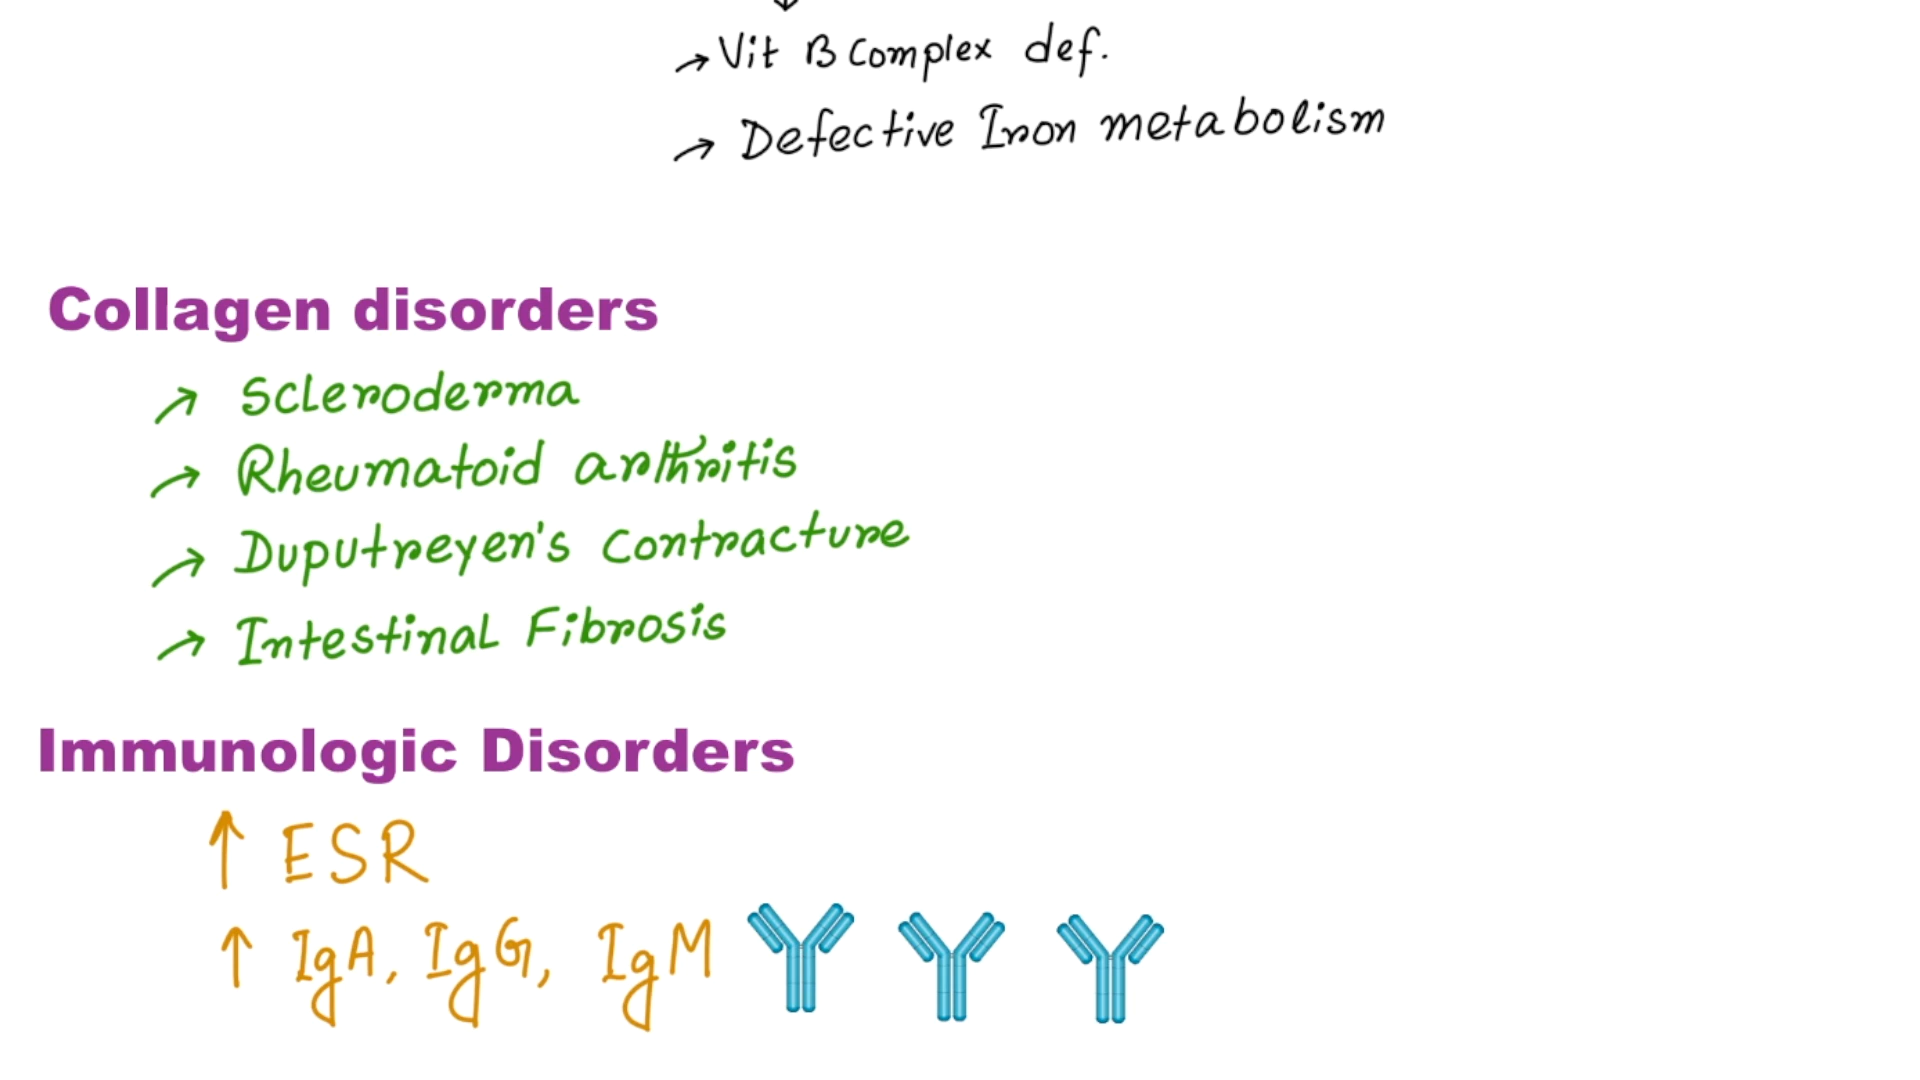 → Vit B Complex def.
→ Defective Iron metabolism
Collagen disorders
→ Scleroderma
→ Rheumatoid arthritis
→ Duputreyen's contracture
→ Intestinal Fibrosis
Immunologic Disorders
↑ ESR
↑ IgA, IgG, IgM